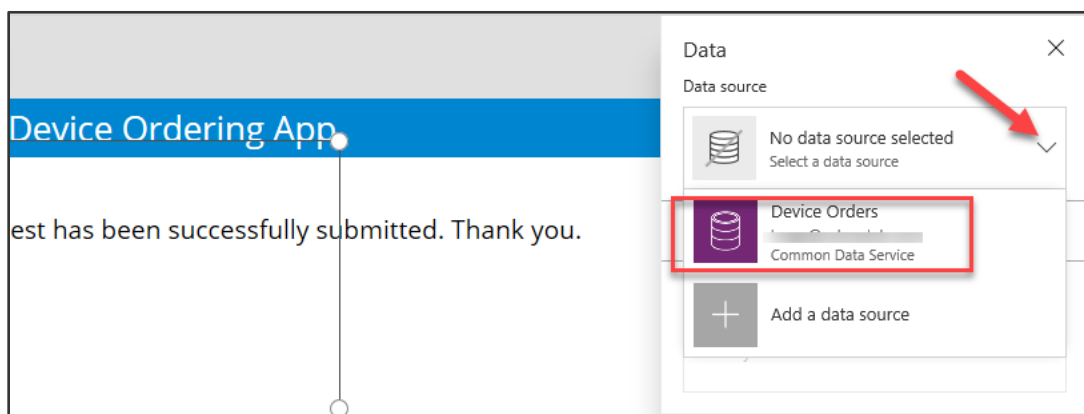 Data
Data source
Device Ordering App
No data source selected
Select a data source
est has been successfully submitted. Thank you.
Device Orders
Common Data Service
Add a data source